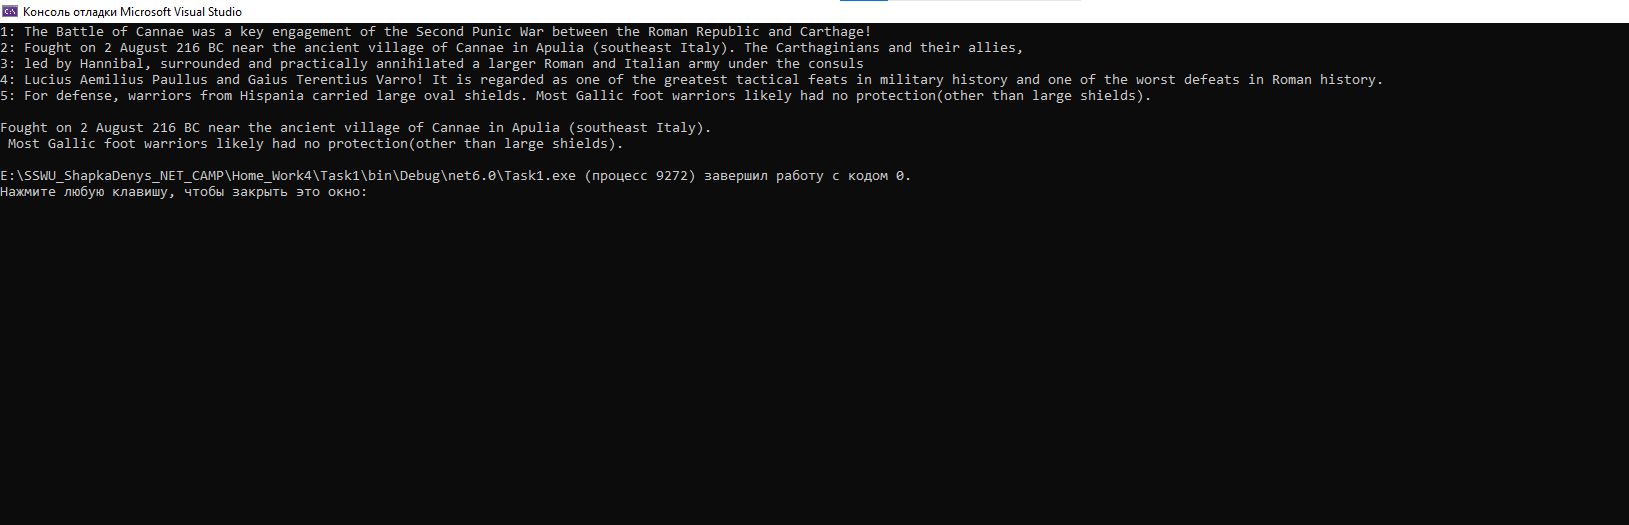 Консоль отладки Microsoft Visual Studio
1: The Battle of Cannae was a key engagement of the Second Punic War between the Roman Republic and Carthage!
2: Fought on 2 August 216 BC near the ancient village of Cannae in Apulia (southeast Italy). The Carthaginians and their allies,
3: led by Hannibal, surrounded and practically annihilated a larger Roman and Italian army under the consuls
4: Lucius Aemilius Paullus and Gaius Terentius Varro! It is regarded as one of the greatest tactical feats in military history and one of the worst defeats in Roman history.
5: For defense, warriors from Hispania carried large oval shields. Most Gallic foot warriors likely had no protection(other than large shields).
Fought on 2 August 216 BC near the ancient village of Cannae in Apulia (southeast Italy).
Most Gallic foot warriors likely had no protection(other than large shields).
E:\SSWU_ShapkaDenys_NET_CAMP\Home_Work4\Task1\bin\Debug\net6.0\Task1.exe (процесс 9272) завершил работу с кодом 0.
Нажмите любую клавишу, чтобы закрыть это окно: